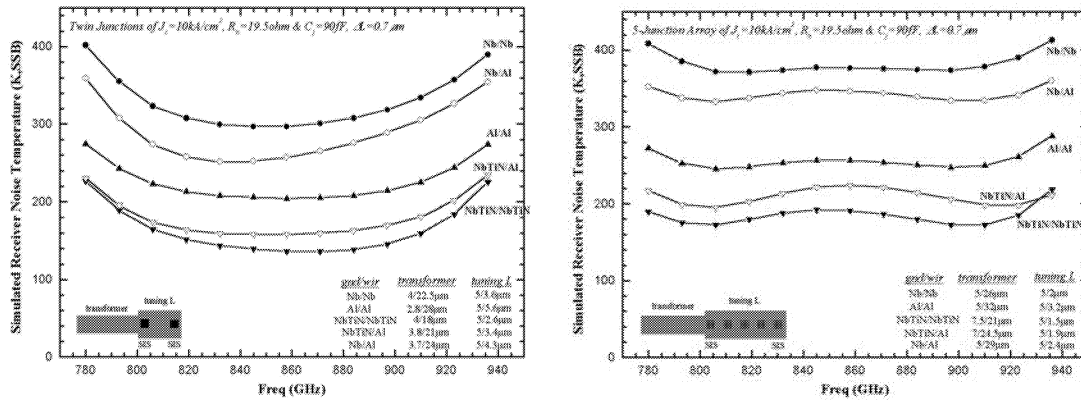 Twin Junctions of Jc=10kA/cm², Rn=19.5ohm & Cj=90fF, ΔL=0.7 μm
Simulated Receiver Noise Temperature (K,SSB)
400
300
200
100
0
Nb/Nb
Nb/Al
Al/Al
NbTiN/Al
NbTiN/NbTiN
gnd/wir transformer tuning L
Nb/Nb 4/22.5μm 5/3.6μm
Al/Al 2.8/28μm 5/5.6μm
NbTiN/NbTiN 4/18μm 5/2.6μm
NbTiN/Al 3.8/21μm 5/3.4μm
Nb/Al 3.7/24μm 5/4.3μm
tuning L
transformer
SIS SIS
780 800 820 840 860 880 900 920 940
Freq (GHz)
5-Junction Array of Jc=10kA/cm², Rn=19.5ohm & Cj=90fF, ΔL=0.7 μm
Simulated Receiver Noise Temperature (K,SSB)
400
300
200
100
0
Nb/Nb
Nb/Al
Al/Al
NbTiN/Al
NbTiN/NbTiN
gnd/wir transformer tuning L
Nb/Nb 5/26μm 5/2μm
Al/Al 5/32μm 5/3.2μm
NbTiN/NbTiN 7.5/21μm 5/1.5μm
NbTiN/Al 7/24.5μm 5/1.9μm
Nb/Al 5/29μm 5/2.4μm
tuning L
transformer
SIS SIS
780 800 820 840 860 880 900 920 940
Freq (GHz)